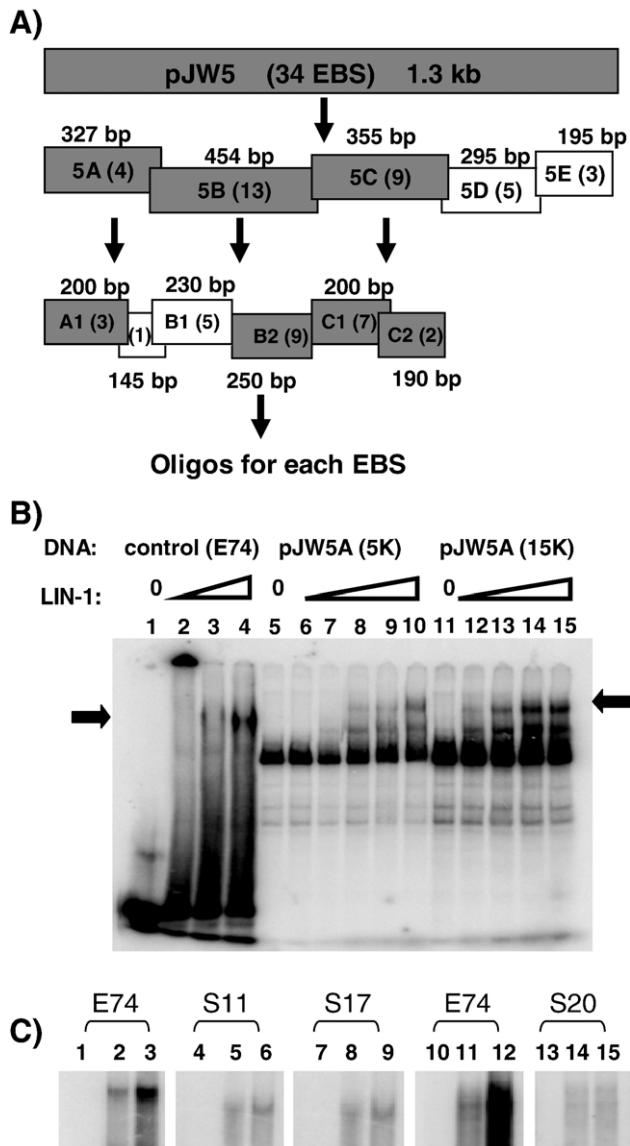 A)
pJW5 (34 EBS) 1.3 kb
327 bp 454 bp 355 bp 295 bp 195 bp
5A (4) 5B (13) 5C (9) 5D (5) 5E (3)
200 bp 230 bp 200 bp
A1 (3) (1) B1 (5) B2 (9) C1 (7) C2 (2)
145 bp 250 bp 190 bp
Oligos for each EBS
B)
DNA: control (E74) pJW5A (5K) pJW5A (15K)
LIN-1: 0 0 0
1 2 3 4 5 6 7 8 9 10 11 12 13 14 15
C)
E74 S11 S17 E74 S20
1 2 3 4 5 6 7 8 9 10 11 12 13 14 15